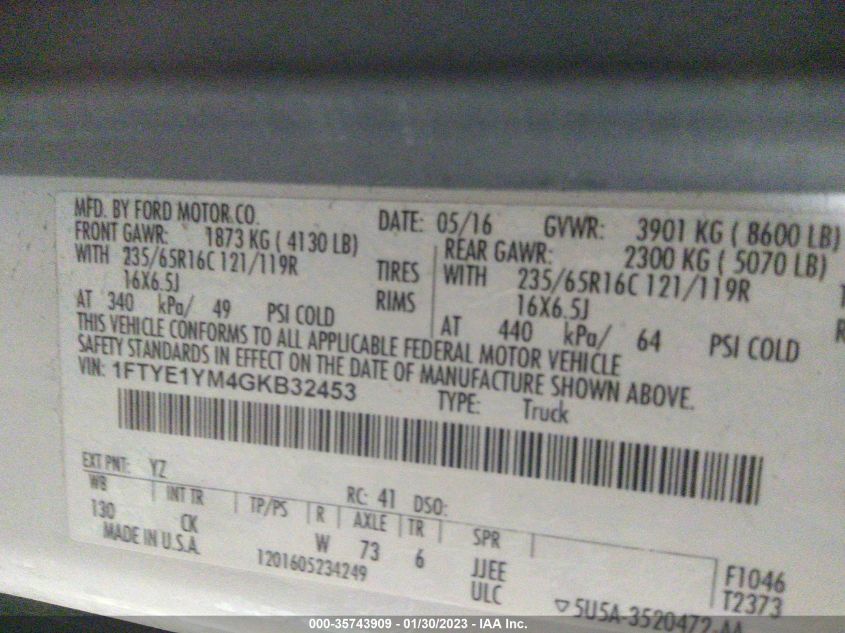 MFD. BY FORD MOTOR.CO. DATE: 05/16 GVWR: 3901 KG ( 8600 LB)
FRONT GAWR: 1873 KG ( 4130 LB) REAR GAWR: 2300 KG ( 5070 LB)
WITH 235/65R16C 121/119R TIRES WITH 235/65R16C 121/119R
16X6.5J RIMS 16X6.5J
AT 340 kPa/ 49 PSI COLD AT 440 kPa/ 64 PSI COLD
THIS VEHICLE CONFORMS TO ALL APPLICABLE FEDERAL MOTOR VEHICLE
SAFETY STANDARDS IN EFFECT ON THE DATE OF MANUFACTURE SHOWN ABOVE.
VIN: 1FTYE1YM4GKB32453 TYPE: Truck
EXT PNT: YZ RC: 41 DSO:
WB INT TR TP/PS R AXLE TR SPR
130 CK W 73 6 JJEE F1046
MADE IN U.S.A. 1201605234249 ULC T2373
▽5U5A-3520472-AA
000-35743909 - 01/30/2023 - IAA Inc.